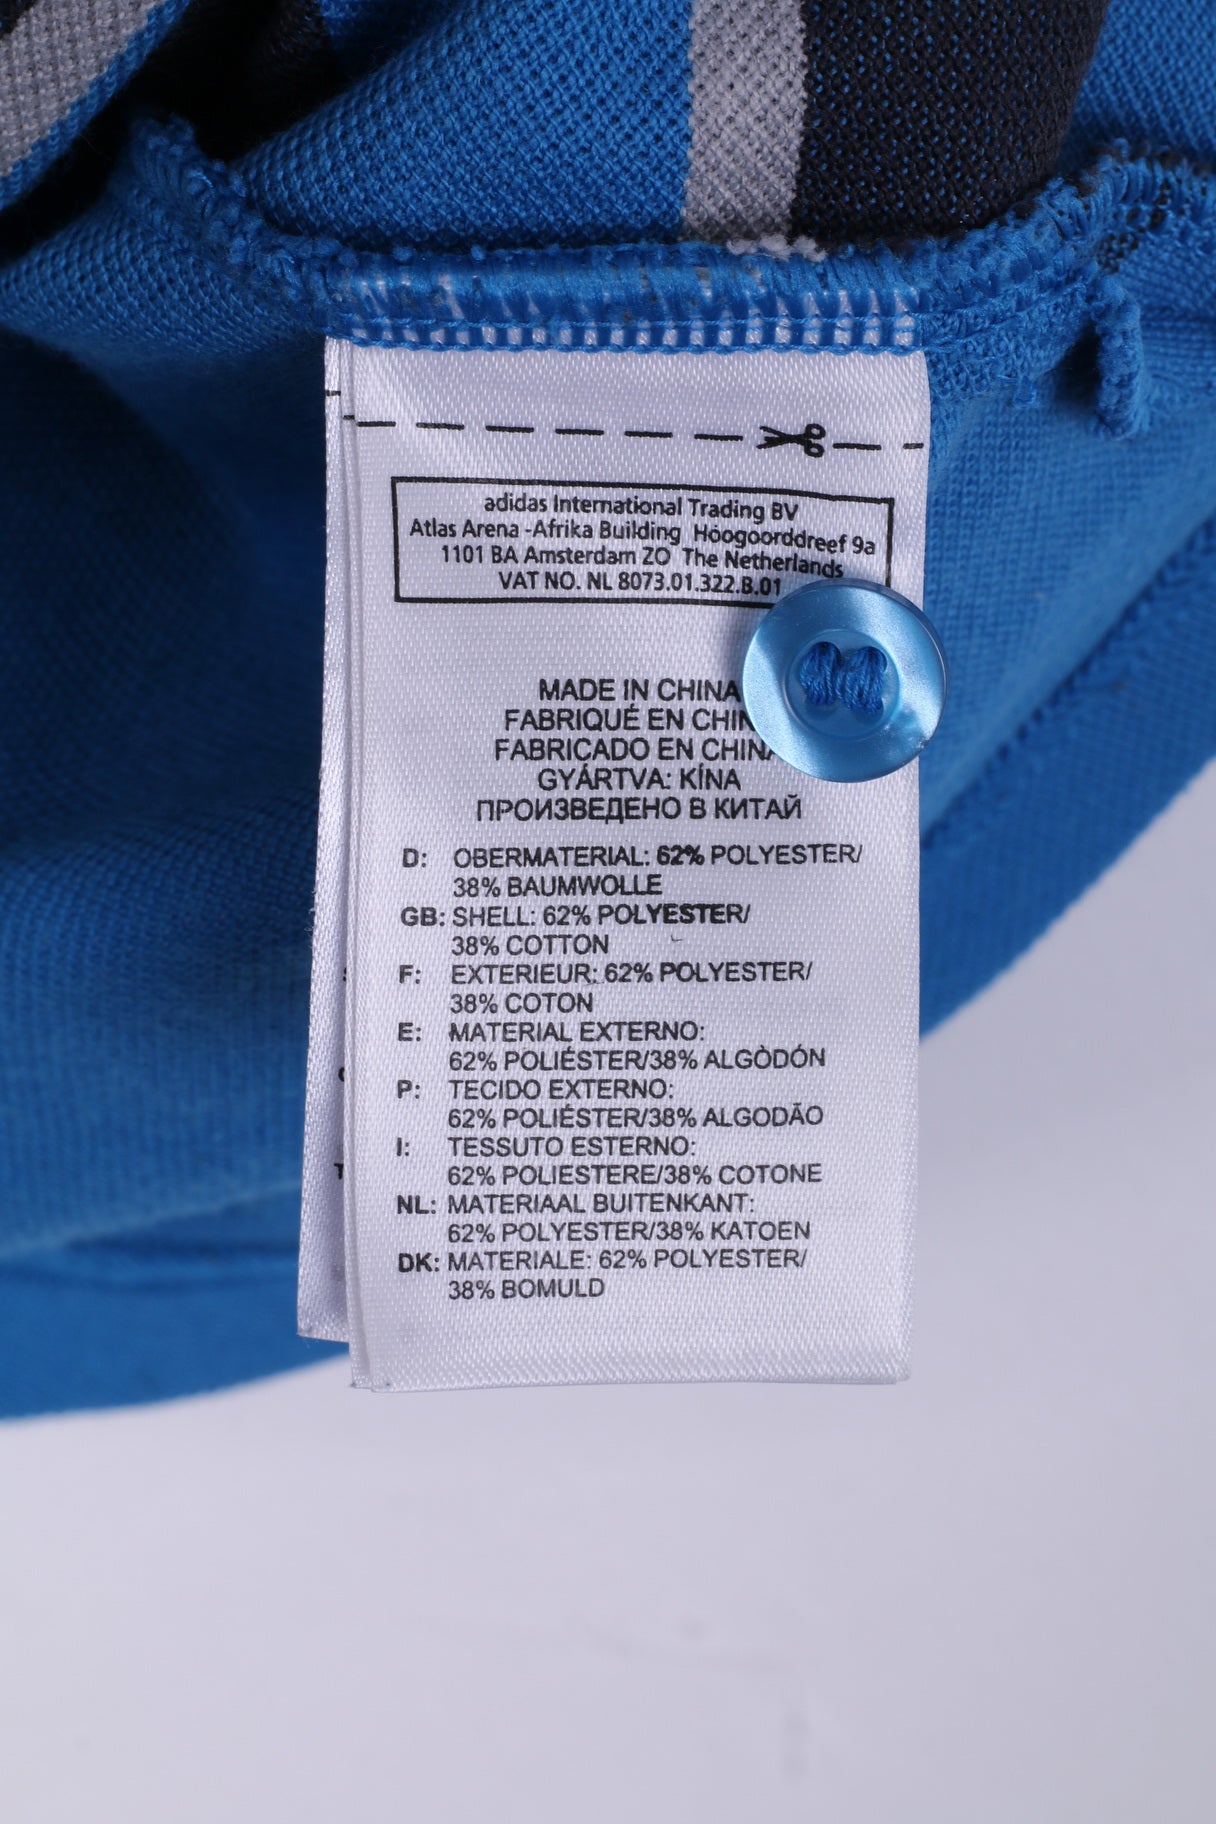 adidas International Trading BV
Atlas Arena -Afrika Building Hoogoorddreef 9a
1101 BA Amsterdam ZO The Netherlands
VAT NO. NL 8073.01.322.B.01
MADE IN CHINA
FABRIQUÉ EN CHIN
FABRICADO EN CHINA
GYÁRTVA: KÍNA
ПРОИЗВЕДЕНО В КИТАЙ
D: OBERMATERIAL: 62% POLYESTER/
38% BAUMWOLLE
GB: SHELL: 62% POLYESTER/
38% COTTON
F: EXTERIEUR: 62% POLYESTER/
38% COTON
E: MATERIAL EXTERNO:
62% POLIÉSTER/38% ALGÒDÓN
P: TECIDO EXTERNO:
62% POLIÉSTER/38% ALGODÃO
I: TESSUTO ESTERNO:
62% POLIESTERE/38% COTONE
NL: MATERIAAL BUITENKANT:
62% POLYESTER/38% KATOEN
DK: MATERIALE: 62% POLYESTER/
38% BOMULD